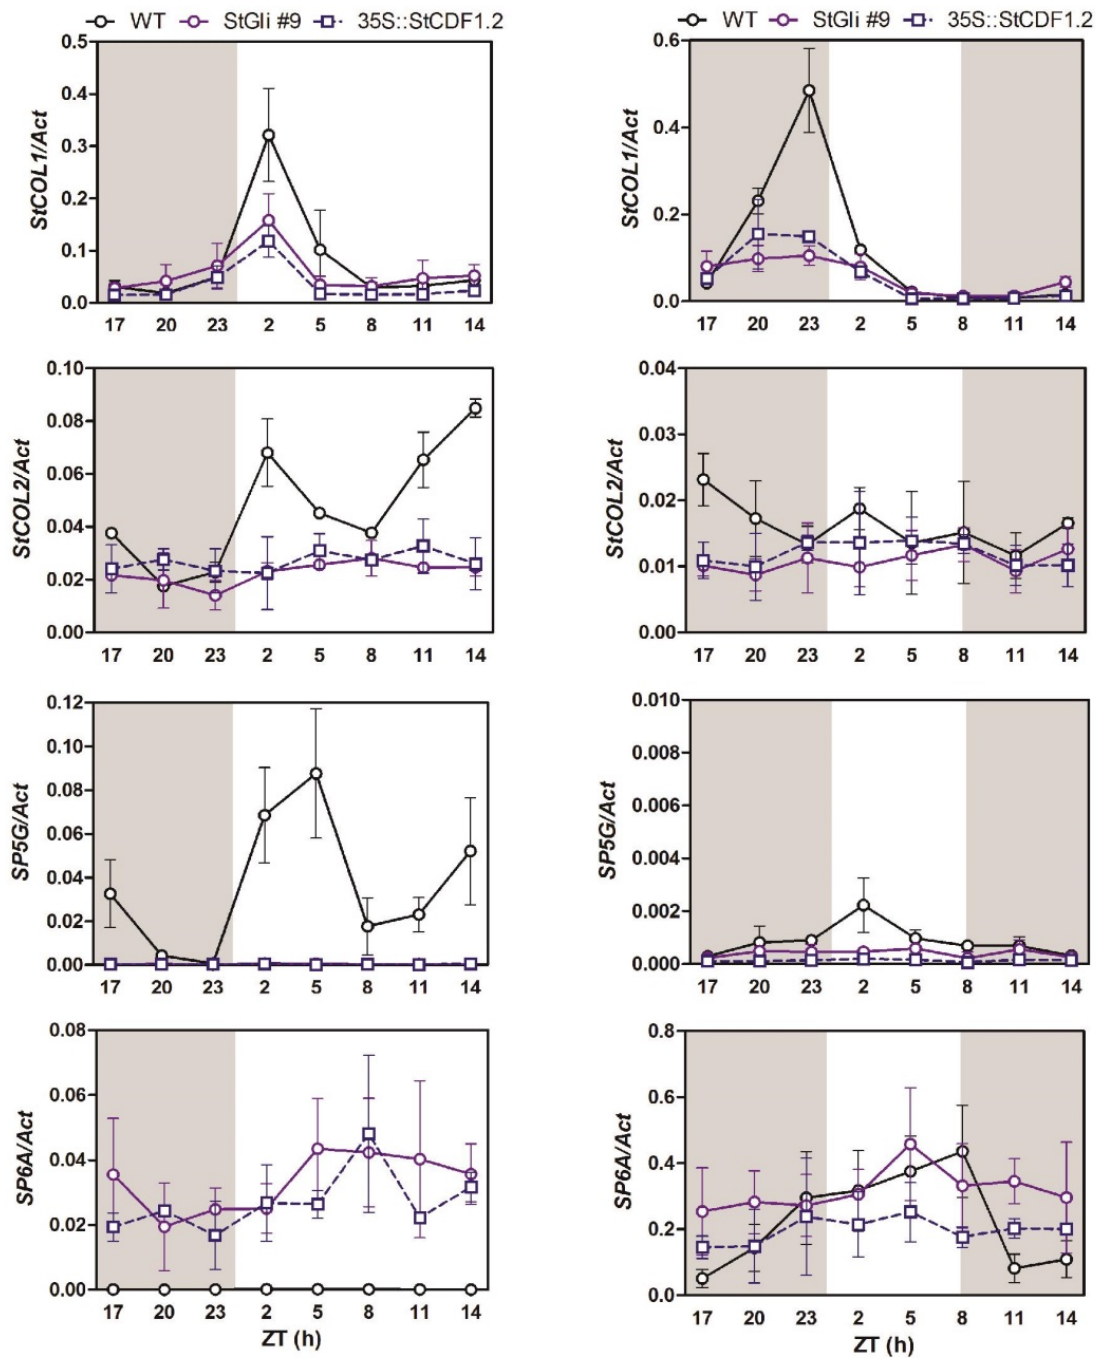 WT StGIi #9 35S::StCDF1.2
WT StGIi #9 35S::StCDF1.2
0.5
0.4
0.3
0.2
0.1
0.0
StCOL1/Act
17 20 23 2 5 8 11 14
0.6
0.4
0.2
0.0
StCOL1/Act
17 20 23 2 5 8 11 14
0.10
0.08
0.06
0.04
0.02
0.00
StCOL2/Act
17 20 23 2 5 8 11 14
0.04
0.03
0.02
0.01
0.00
StCOL2/Act
17 20 23 2 5 8 11 14
0.12
0.10
0.08
0.06
0.04
0.02
0.00
SP5G/Act
17 20 23 2 5 8 11 14
0.010
0.008
0.006
0.004
0.002
0.000
SP5G/Act
17 20 23 2 5 8 11 14
0.08
0.06
0.04
0.02
0.00
SP6A/Act
17 20 23 2 5 8 11 14
ZT (h)
0.8
0.6
0.4
0.2
0.0
SP6A/Act
17 20 23 2 5 8 11 14
ZT (h)